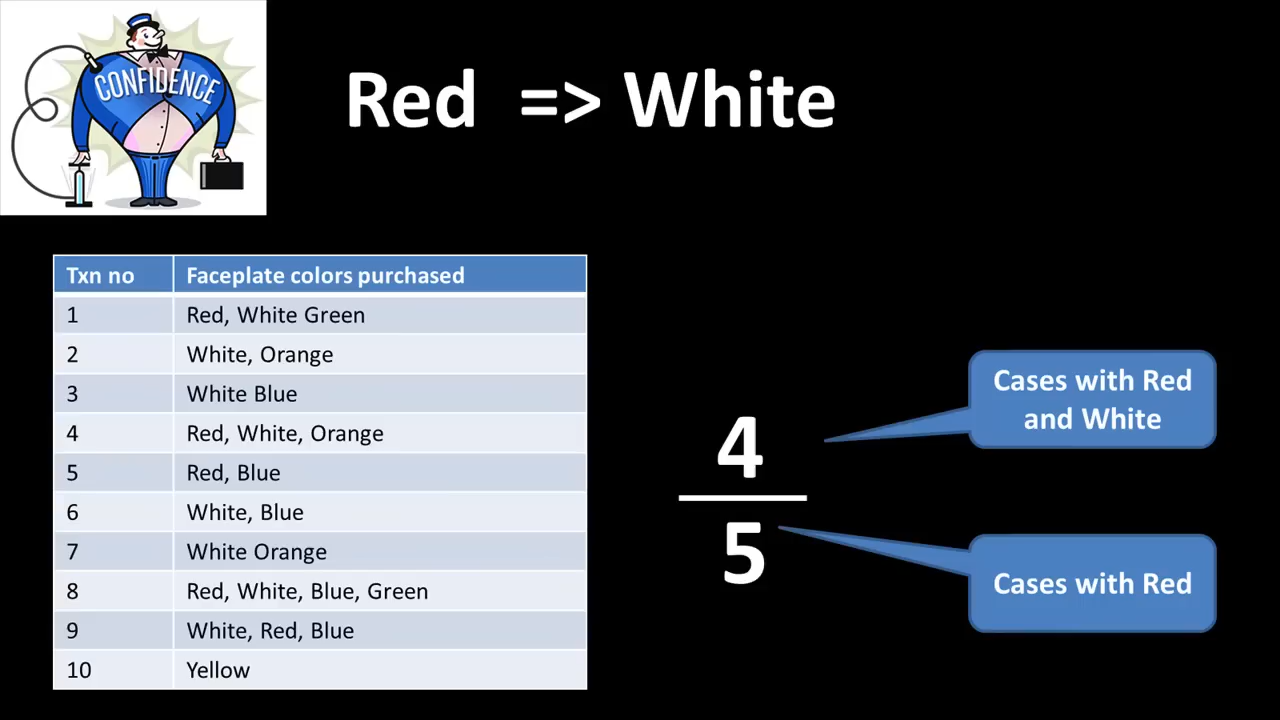 CONFIDENCE
Red => White
Txn no Faceplate colors purchased
1 Red, White Green
2 White, Orange
3 White Blue
4 Red, White, Orange
5 Red, Blue
6 White, Blue
7 White Orange
8 Red, White, Blue, Green
9 White, Red, Blue
10 Yellow
Cases with Red
and White
4
5
Cases with Red